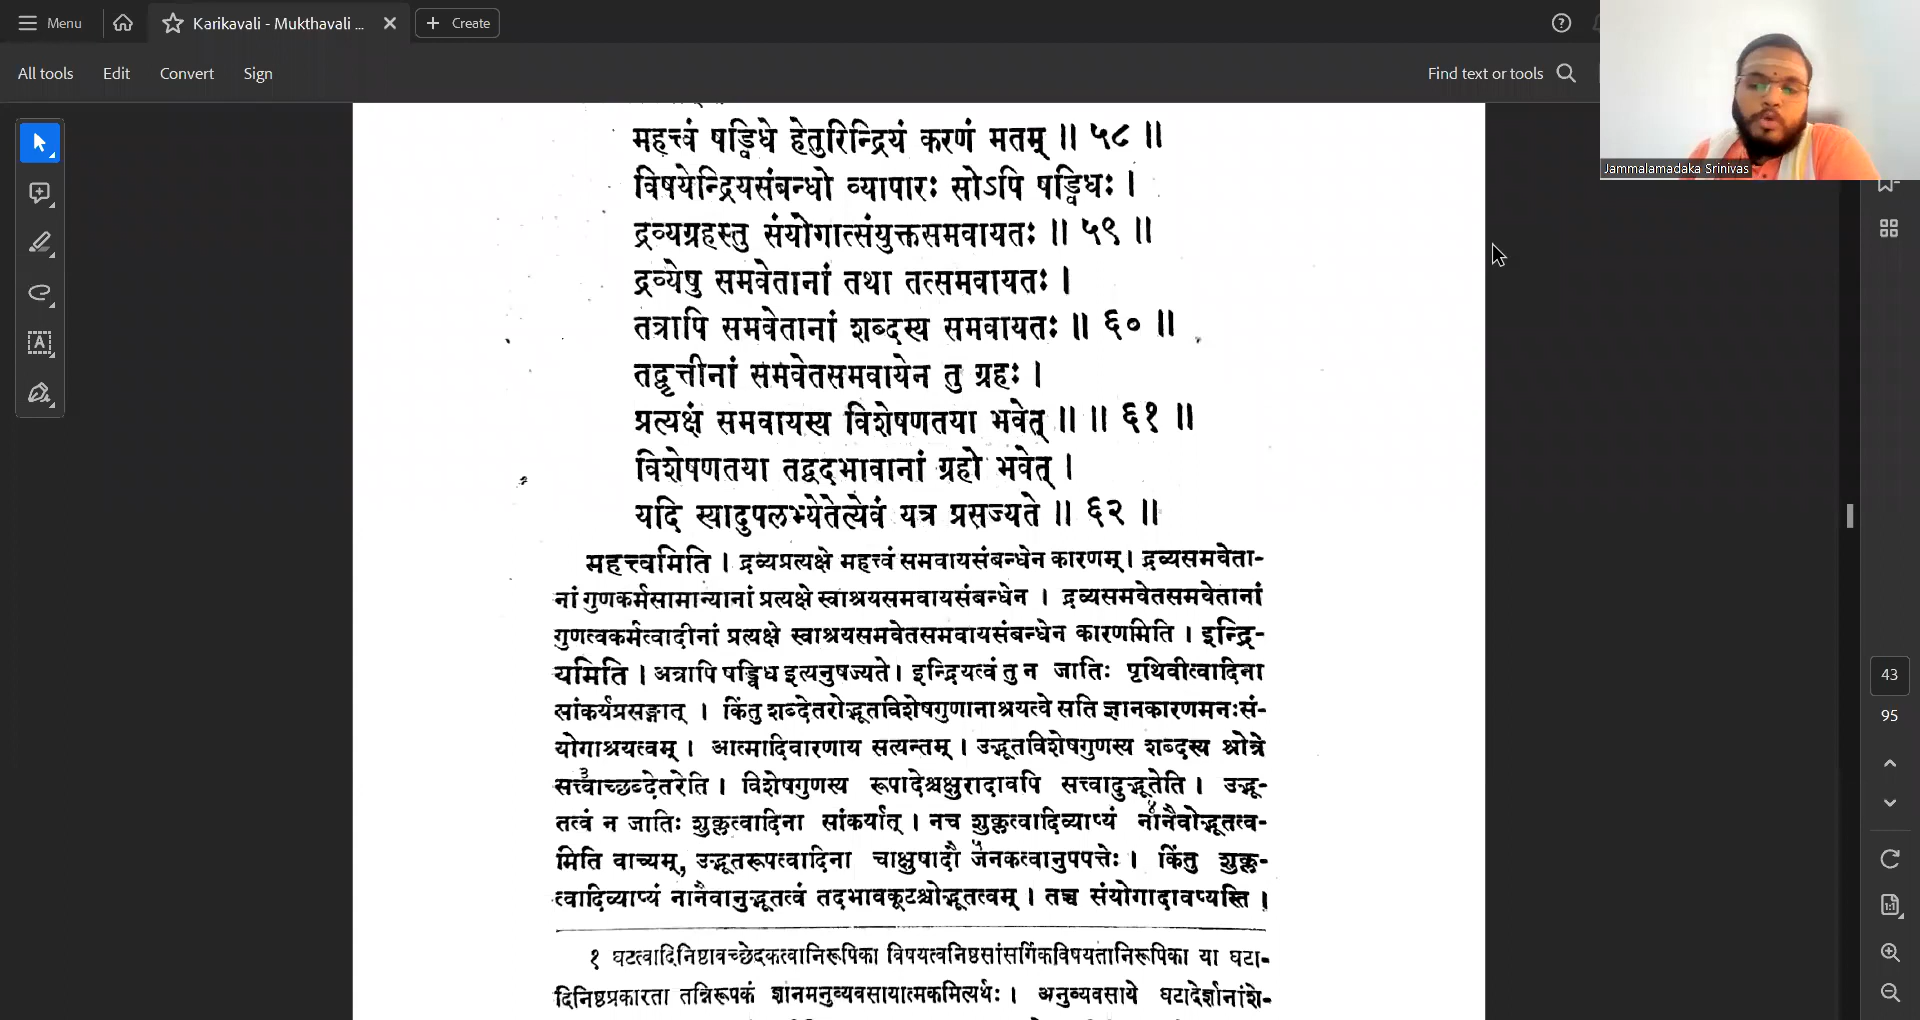 Menu
Karikavali - Mukthavali ...
Create
All tools
Edit
Convert
Sign
Find text or tools
Jammalamadaka Srinivas
महत्त्वं षड्विधे हेतुरिन्द्रियं करणं मतम् ॥ ५८ ॥
विषयेन्द्रियसंबन्धो व्यापारः सोऽपि षड्विधः ।
द्रव्यग्रहस्तु संयोगात्संयुक्तसमवायतः ॥ ५९ ॥
द्रव्येषु समवेतानां तथा तत्समवायतः ।
तत्रापि समवेतानां शब्दस्य समवायतः ॥ ६० ॥
तद्वृत्तीनां समवेतसमवायेन तु ग्रहः ।
प्रत्यक्षं समवायस्य विशेषणतया भवेत् ॥ ॥ ६१ ॥
विशेषणतया तद्वदभावानां ग्रहो भवेत् ।
यदि स्यादुपलभ्येतेत्येवं यत्र प्रसज्यते ॥ ६२ ॥
महत्त्वमिति । द्रव्यप्रत्यक्षे महत्त्वं समवायसंबन्धेन कारणम् । द्रव्यसमवेता-
नां गुणकर्मसामान्यानां प्रत्यक्षे स्वाश्रयसमवायसंबन्धेन । द्रव्यसमवेतसमवेतानां
गुणत्वकर्मत्वादीनां प्रत्यक्षे स्वाश्रयसमवेतसमवायसंबन्धेन कारणमिति । इन्द्रि-
यमिति । अत्रापि षड्विध इत्यनुषज्यते । इन्द्रियत्वं तु न जातिः पृथिवीत्वादिना
सांकर्यप्रसङ्गात् । किंतु शब्देतरोद्भूतविशेषगुणानाश्रयत्वे सति ज्ञानकारणमनःसं-
योगाश्रयत्वम् । आत्मादिवारणाय सत्यन्तम् । उद्भूतविशेषगुणस्य शब्दस्य श्रोत्रे
सत्त्वा३च्छब्देतरेति । विशेषगुणस्य रूपादेश्चक्षुरादावपि सत्त्वादुद्भूतेति । उद्भू-
तत्वं न जातिः शुक्लत्वादिना सांकर्यात् । नच शुक्लत्वादिव्याप्यं ४नानैवोद्भूतत्व-
मिति वाच्यम्, उद्भूतरूपत्वादिना चाक्षुषादौ ५जनकत्वानुपपत्तेः । किंतु शुक्ल-
त्वादिव्याप्यं नानैवानुद्भूतत्वं तदभावकूटश्चोद्भूतत्वम् । तच्च संयोगादावप्यस्ति ।
१ घटत्वादिनिष्ठावच्छेदकत्वानिरूपिका विषयत्वनिष्ठसांसर्गिकविषयतानिरूपिका या घटा-
दिनिष्ठप्रकारता तन्निरूपकं ज्ञानमनुव्यवसायात्मकमित्यर्थः । अनुव्यवसाये घटादेर्ज्ञानांशे-
43
95